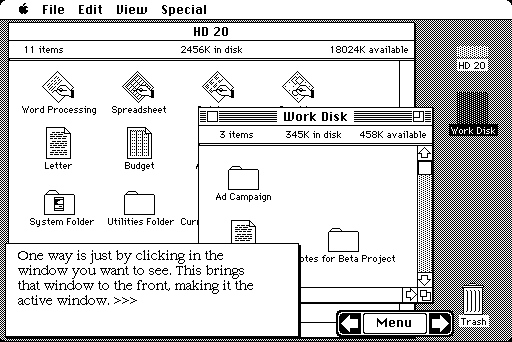 File Edit View Special
HD 20
11 items 2456K in disk 18024K available
HD 20
Word Processing Spreadsheet
Work Disk
Work Disk
3 items 345K in disk 458K available
Letter Budget
Ad Campaign
System Folder Utilities Folder
One way is just by clicking in the
window you want to see. This brings
that window to the front, making it the
active window. >>>
otes for Beta Project
Menu
Trash